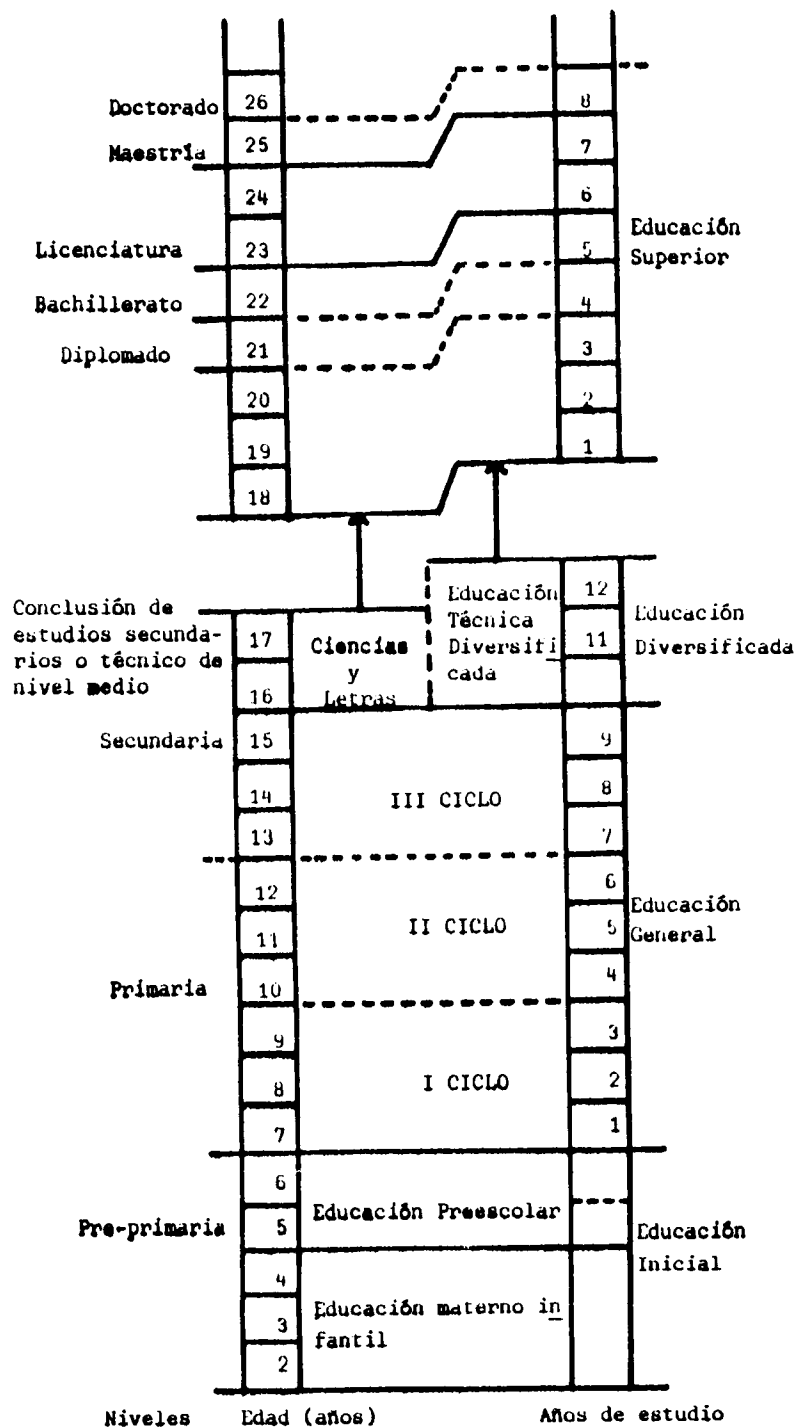 Doctorado 26 8
Maestría 25 7
24 6
Licenciatura 23 5
Educación
Superior
Bachillerato 22 4
Diplomado 21 3
20 2
19 1
18
Conclusión de
estudios secunda-
rios o técnico de
nivel medio
17
16
Ciencias
y
Letras
Educación
Técnica
Diversifi
cada
12
11
Educación
Diversificada
Secundaria 15 9
14 III CICLO 8
13 7
12 6
11 II CICLO 5
Educación
General
Primaria 10 4
9 3
8 I CICLO 2
7 1
6
Pre-primaria 5 Educación Preescolar
Educación
Inicial
4
3 Educación materno in
fantil
2
Niveles Edad (años) Años de estudio